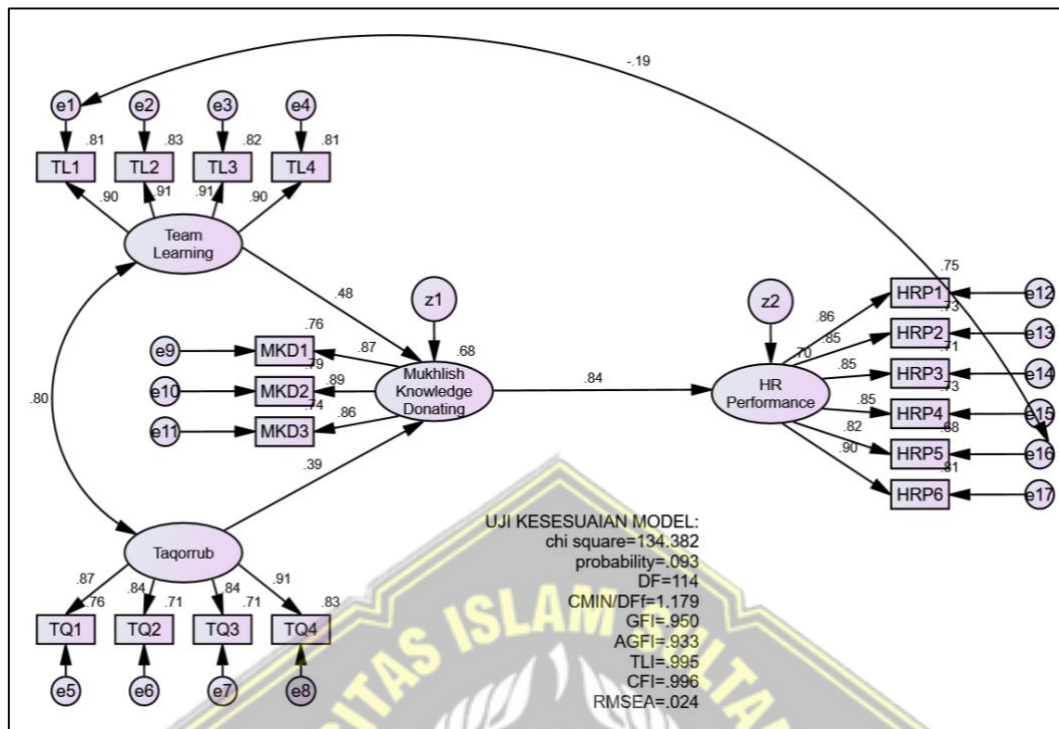 -.19
e1 e2 e3 e4
.81 .83 .82 .81
TL1 TL2 TL3 TL4
.90 .91 .91 .90
Team
Learning
.48
z1
z2
.75
HRP1 e12
.86
.73
HRP2 e13
.85
.70
.71
HRP3 e14
.85
.73
HRP4 e15
.85
.68
HRP5 e16
.82
.81
HRP6 e17
.90
.76
e9 MKD1 .87
.79
e10 MKD2 .89
.74
e11 MKD3 .86
.68
Mukhlish
Knowledge
Donating
.84
HR
Performance
.80
.39
Taqorrub
.87 .84 .84 .91
.76 .71 .71 .83
TQ1 TQ2 TQ3 TQ4
e5 e6 e7 e8
UJI KESESUAIAN MODEL:
chi square=134.382
probability=.093
DF=114
CMIN/DFf=1.179
GFI=.950
AGFI=.933
TLI=.995
CFI=.996
RMSEA=.024
SITAS ISLAM SULTAN